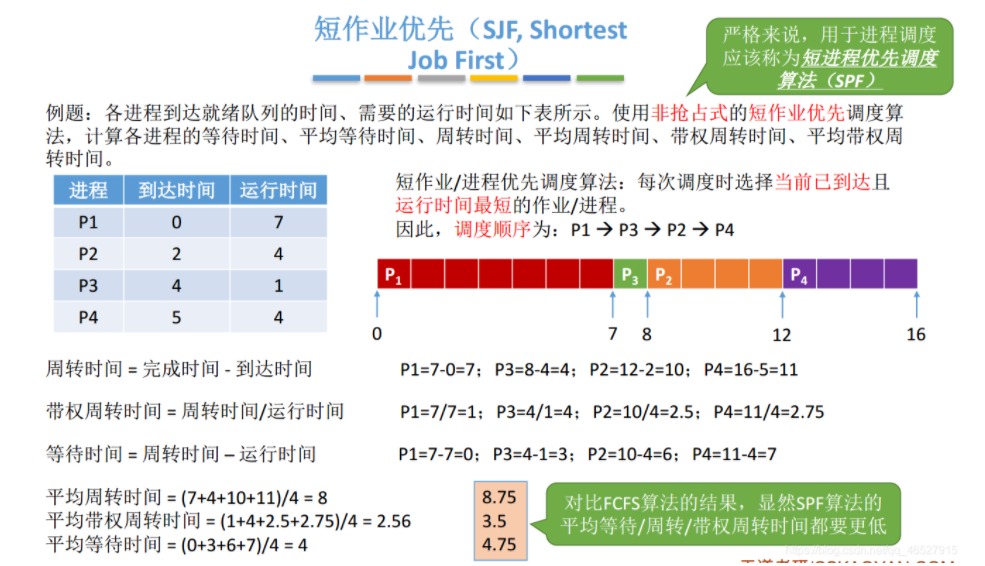 短作业优先（SJF, Shortest
Job First）
严格来说，用于进程调度
应该称为短进程优先调度
算法（SPF）
例题：各进程到达就绪队列的时间、需要的运行时间如下表所示。使用非抢占式的短作业优先调度算
法，计算各进程的等待时间、平均等待时间、周转时间、平均周转时间、带权周转时间、平均带权周
转时间。
进程 到达时间 运行时间
P1 0 7
P2 2 4
P3 4 1
P4 5 4
短作业/进程优先调度算法：每次调度时选择当前已到达且
运行时间最短的作业/进程。
因此，调度顺序为：P1 → P3 → P2 → P4
P1 P3 P2 P4
0 7 8 12 16
周转时间 = 完成时间 - 到达时间 P1=7-0=7；P3=8-4=4；P2=12-2=10；P4=16-5=11
带权周转时间 = 周转时间/运行时间 P1=7/7=1；P3=4/1=4；P2=10/4=2.5；P4=11/4=2.75
等待时间 = 周转时间 – 运行时间 P1=7-7=0；P3=4-1=3；P2=10-4=6；P4=11-4=7
平均周转时间 = (7+4+10+11)/4 = 8
平均带权周转时间 = (1+4+2.5+2.75)/4 = 2.56
平均等待时间 = (0+3+6+7)/4 = 4
8.75
3.5
4.75
对比FCFS算法的结果，显然SPF算法的
平均等待/周转/带权周转时间都要更低
https://blog.csdn.net/qq_46527915